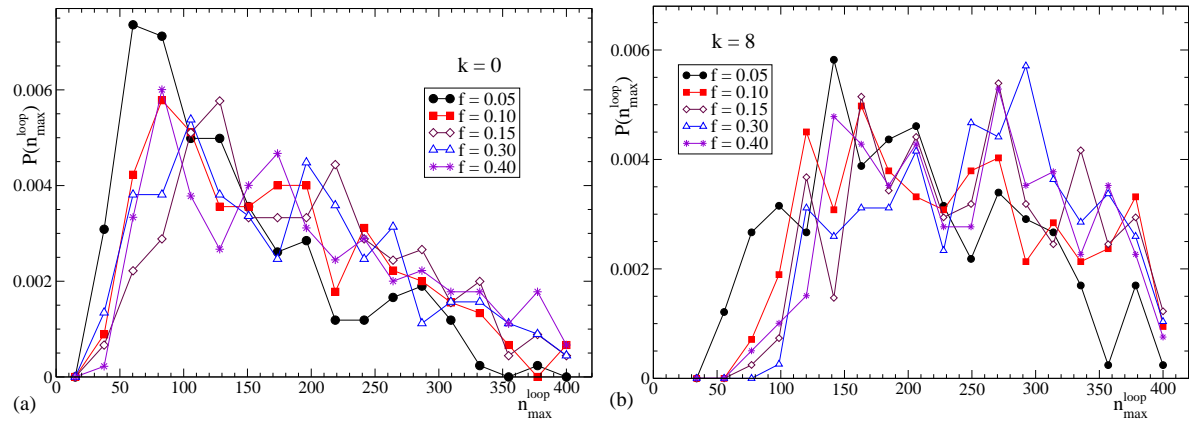 k = 0
f = 0.05
f = 0.10
f = 0.15
f = 0.30
f = 0.40
P(n_max^loop)
0.006
0.004
0.002
0
0 50 100 150 200 250 300 350 400
n_max^loop
(a)
k = 8
f = 0.05
f = 0.10
f = 0.15
f = 0.30
f = 0.40
P(n_max^loop)
0.006
0.004
0.002
0
0 50 100 150 200 250 300 350 400
n_max^loop
(b)